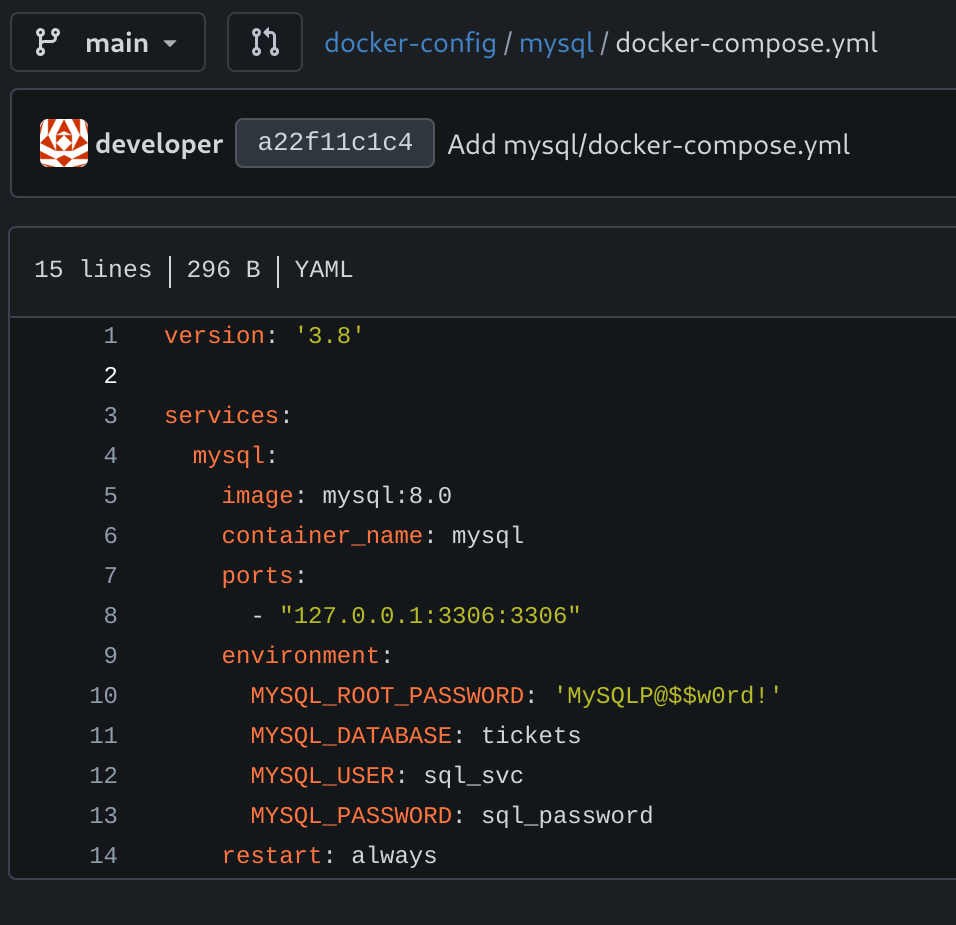 main docker-config / mysql / docker-compose.yml
developer a22f11c1c4 Add mysql/docker-compose.yml
15 lines | 296 B | YAML
1 version: '3.8'
2
3 services:
4   mysql:
5     image: mysql:8.0
6     container_name: mysql
7     ports:
8       - "127.0.0.1:3306:3306"
9     environment:
10       MYSQL_ROOT_PASSWORD: 'MySQLP@$$w0rd!'
11       MYSQL_DATABASE: tickets
12       MYSQL_USER: sql_svc
13       MYSQL_PASSWORD: sql_password
14     restart: always